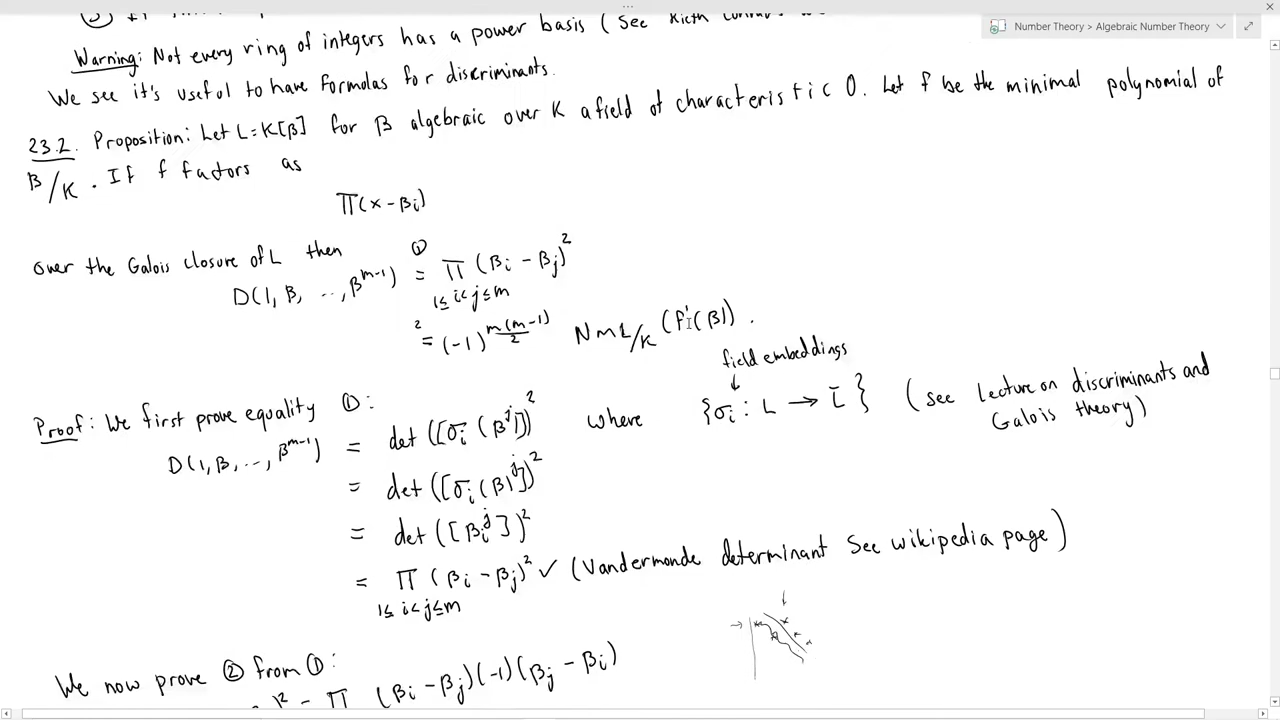 Number Theory > Algebraic Number Theory
Warning: Not every ring of integers has a power basis (See
We see it's useful to have formulas for discriminants.
23.2. Proposition: Let L=K[β] for β algebraic over K a field of characteristic 0. Let f be the minimal polynomial of
β/K. If f factors as
∏(x-βi)
over the Galois closure of L then
D(1, β, ..., β^{m-1}) ①= ∏ (βi - βj)^2
1≤i<j≤m
2= (-1)^{m(m-1)/2} Nm L/K (f'(β)).
field embeddings
Proof: We first prove equality ①:
D(1, β, ..., β^{m-1}) = det([σi(β^j)])^2 where {σi: L → L̄} (see Lecture on discriminants and
Galois theory)
= det([σi(β)^j])^2
= det([βi^j])^2
= ∏ (βi - βj)^2 ✓ (Vandermonde determinant See wikipedia page)
1≤i<j≤m
We now prove ② from ①:
)^2 = ∏ (βi - βj)(-1)(βj - βi)